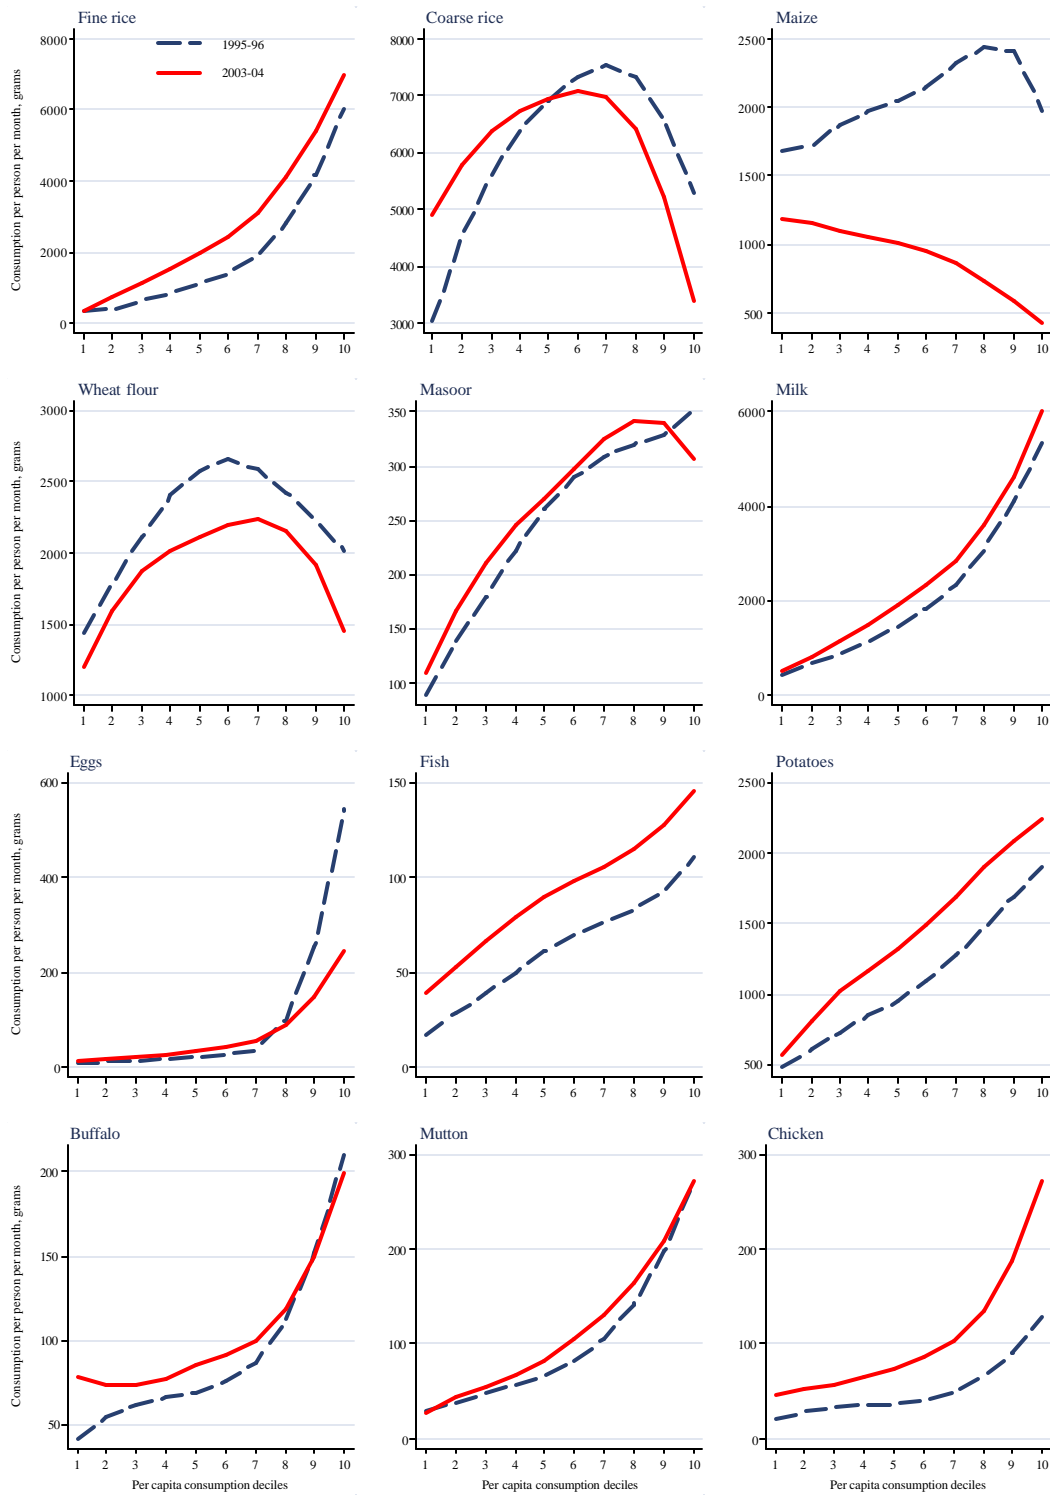 Fine rice
Coarse rice
Maize
8000
6000
4000
2000
0
1995-96
2003-04
8000
7000
6000
5000
4000
3000
2500
2000
1500
1000
500
Consumption per person per month, grams
1 2 3 4 5 6 7 8 9 10
1 2 3 4 5 6 7 8 9 10
1 2 3 4 5 6 7 8 9 10
Wheat flour
Masoor
Milk
3000
2500
2000
1500
1000
350
300
250
200
150
100
6000
4000
2000
0
Consumption per person per month, grams
1 2 3 4 5 6 7 8 9 10
1 2 3 4 5 6 7 8 9 10
1 2 3 4 5 6 7 8 9 10
Eggs
Fish
Potatoes
600
400
200
0
150
100
50
0
2500
2000
1500
1000
500
Consumption per person per month, grams
1 2 3 4 5 6 7 8 9 10
1 2 3 4 5 6 7 8 9 10
1 2 3 4 5 6 7 8 9 10
Buffalo
Mutton
Chicken
200
150
100
50
300
200
100
0
300
200
100
0
Consumption per person per month, grams
1 2 3 4 5 6 7 8 9 10
1 2 3 4 5 6 7 8 9 10
1 2 3 4 5 6 7 8 9 10
Per capita consumption deciles
Per capita consumption deciles
Per capita consumption deciles